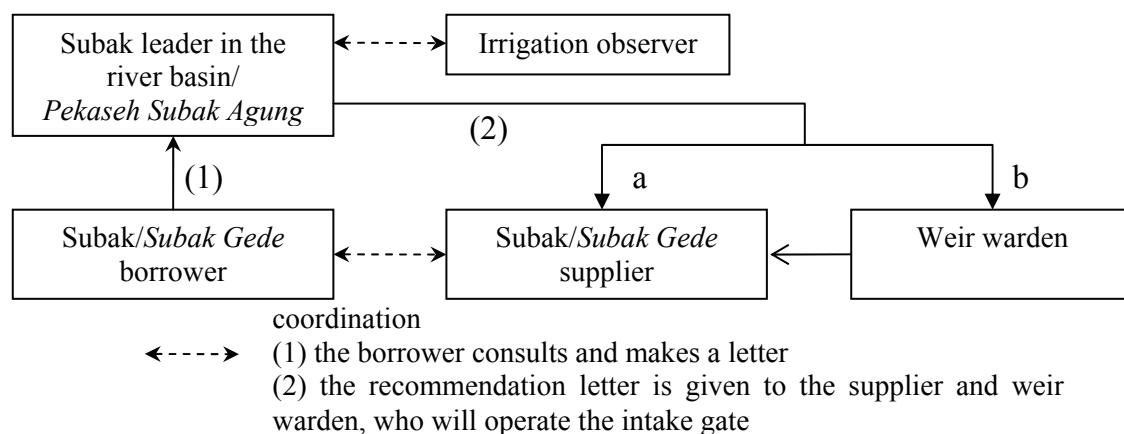 Subak leader in the
river basin/
Pekaseh Subak Agung
Irrigation observer
(2)
(1)
a
b
Subak/Subak Gede
borrower
Subak/Subak Gede
supplier
Weir warden
coordination
(1) the borrower consults and makes a letter
(2) the recommendation letter is given to the supplier and weir
warden, who will operate the intake gate